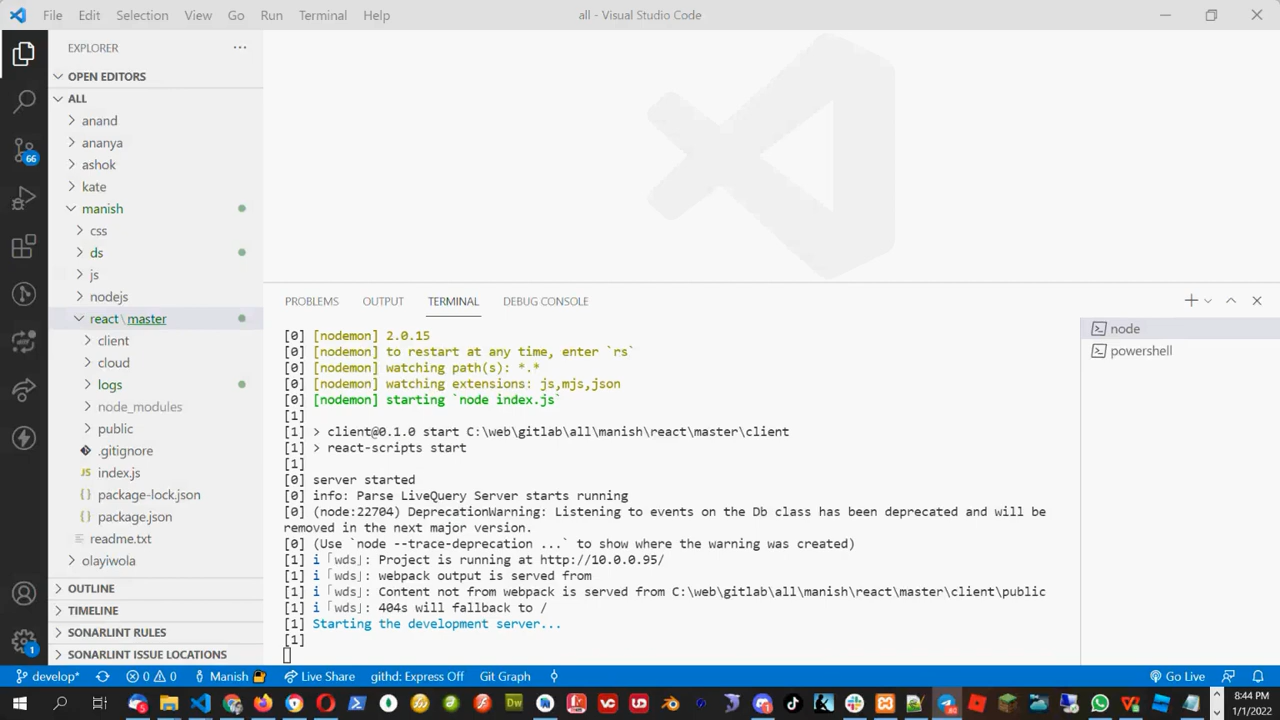 File Edit Selection View Go Run Terminal Help all - Visual Studio Code
EXPLORER ...
OPEN EDITORS
ALL
anand
ananya
ashok
kate
manish
css
ds
js
nodejs
react\master
client
cloud
logs
node_modules
public
.gitignore
JS index.js
package-lock.json
package.json
readme.txt
olayiwola
OUTLINE
TIMELINE
SONARLINT RULES
SONARLINT ISSUE LOCATIONS
66
1
PROBLEMS OUTPUT TERMINAL DEBUG CONSOLE
[0] [nodemon] 2.0.15
[0] [nodemon] to restart at any time, enter `rs`
[0] [nodemon] watching path(s): *.*
[0] [nodemon] watching extensions: js,mjs,json
[0] [nodemon] starting `node index.js`
[1]
[1] > client@0.1.0 start C:\web\gitlab\all\manish\react\master\client
[1] > react-scripts start
[1]
[0] server started
[0] info: Parse LiveQuery Server starts running
[0] (node:22704) DeprecationWarning: Listening to events on the Db class has been deprecated and will be
removed in the next major version.
[0] (Use `node --trace-deprecation ...` to show where the warning was created)
[1] i「wds」: Project is running at http://10.0.0.95/
[1] i「wds」: webpack output is served from
[1] i「wds」: Content not from webpack is served from C:\web\gitlab\all\manish\react\master\client\public
[1] i「wds」: 404s will fallback to /
[1] Starting the development server...
[1]
node
powershell
develop* 0 0 Manish Live Share githd: Express Off Git Graph Go Live
8:44 PM
1/1/2022